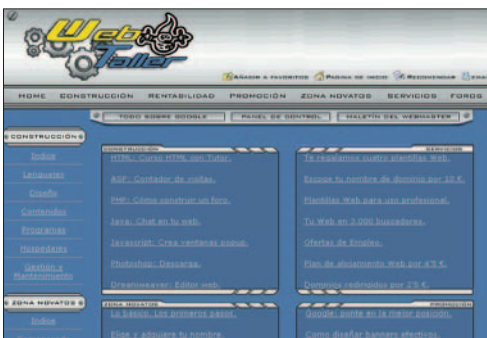 Web
Taller
AÑADIR A FAVORITOS PAGINA DE INICIO RECOMENDAR
HOME CONSTRUCCIÓN RENTABILIDAD PROMOCIÓN ZONA NOVATOS SERVICIOS FOROS
TODO SOBRE GOOGLE PANEL DE CONTROL MALETÍN DEL WEBMASTER
CONSTRUCCIÓN
Indice
Lenguajes
Diseño
Contenidos
Programas
Hospedajes
Gestión y
Mantenimiento
ZONA NOVATOS
Indice
CONSTRUCCIÓN
HTML: Curso HTML con Tutor.
ASP: Contador de visitas.
PHP: Cómo construir un foro.
Java: Chat en tu web.
Javascript: Crea ventanas popup.
Photoshop: Descarga.
Dreamweaver: Editor web.
SERVICIOS
Te regalamos cuatro plantillas Web.
Escoge tu nombre de dominio por 10 €.
Plantillas Web para uso profesional.
Tu Web en 3.000 buscadores.
Ofertas de Empleo.
Plan de alojamiento Web por 4'5 €.
Dominios redirigidos por 2'5 €.
ZONA NOVATOS
Lo básico. Los primeros pasos.
Elige y adquiere tu nombre.
PROMOCIÓN
Google: ponte en la mejor posición.
Como diseñar banners efectivos.